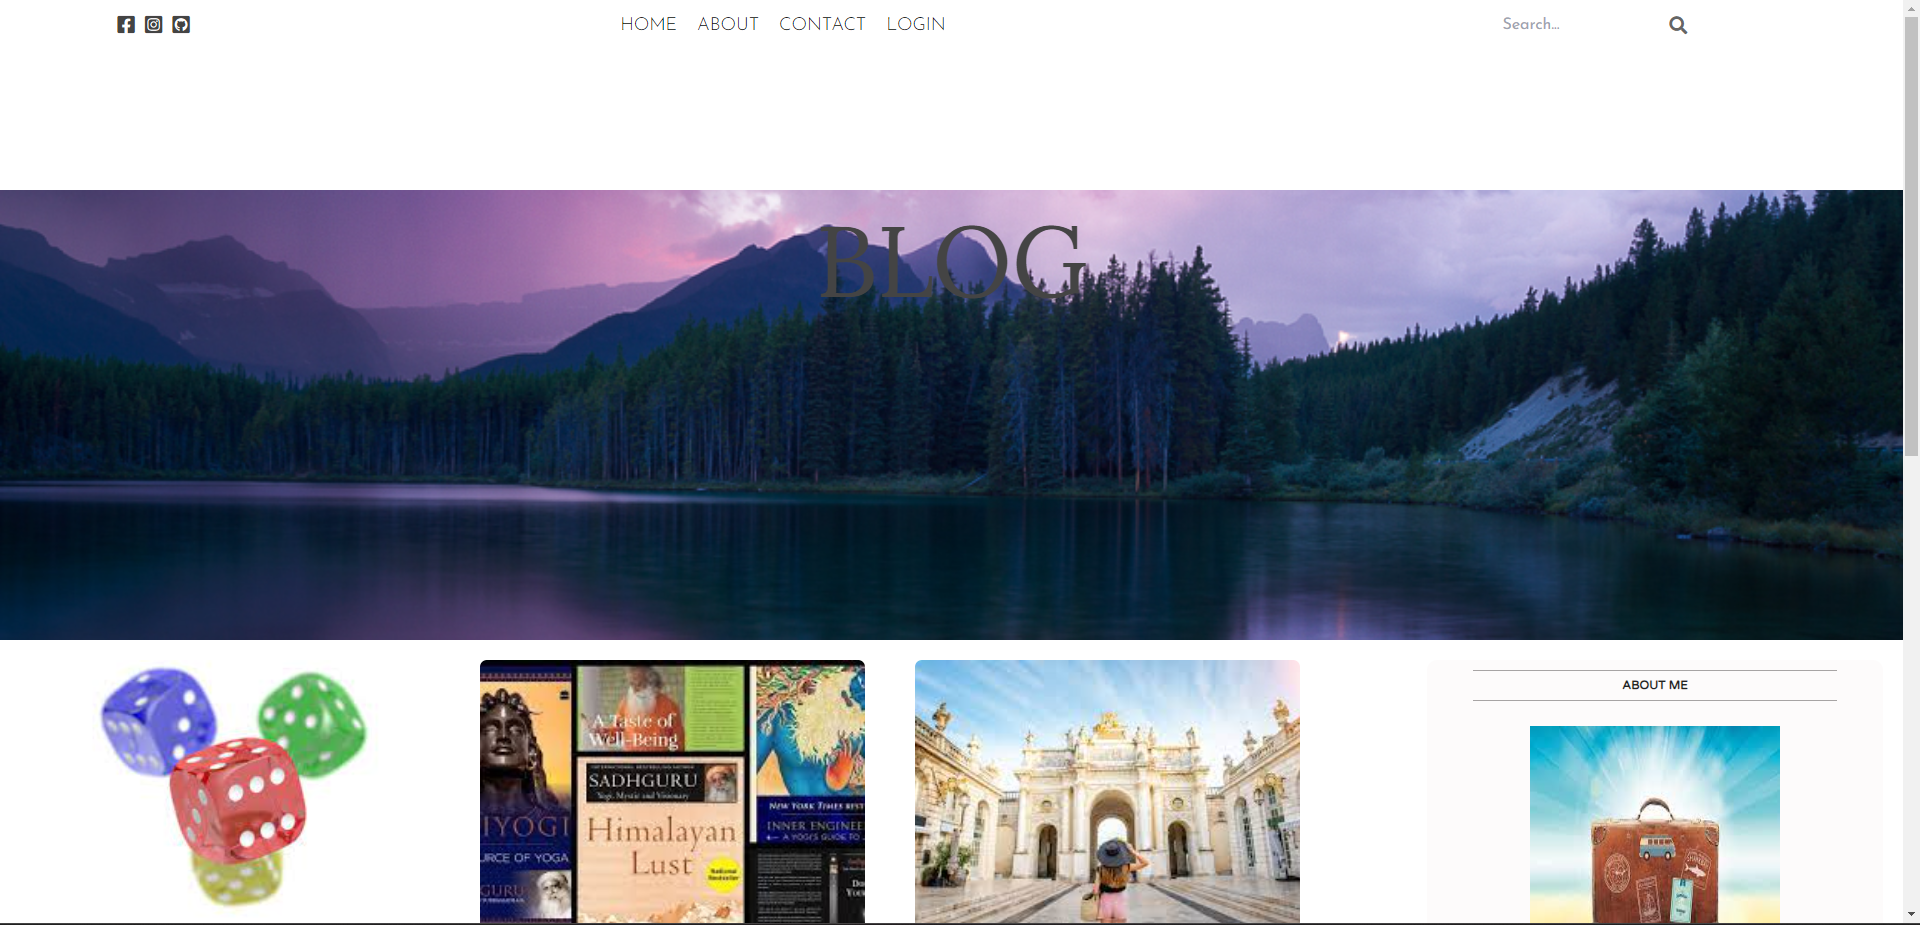 HOME ABOUT CONTACT LOGIN
Search...
BLOG
A Taste of
Well-Being
SADHGURU
Yogi, Mystic and Visionary
Himalayan
Lust
NEW YORK TIMES BEST
INNER ENGINEE
A YOGI'S GUIDE TO
IYOGI
URCE OF YOGA
GURU
ABOUT ME